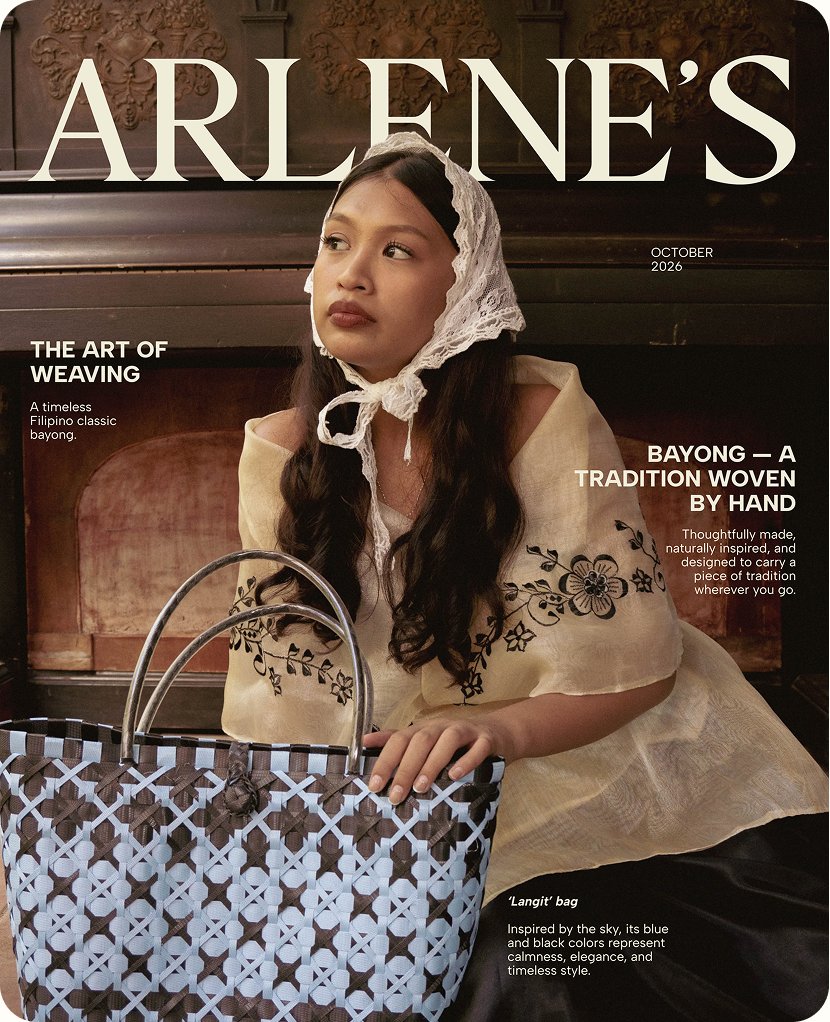 ARLENE’S
OCTOBER
2026
THE ART OF
WEAVING
A timeless
Filipino classic
bayong.
BAYONG — A
TRADITION WOVEN
BY HAND
Thoughtfully made,
naturally inspired, and
designed to carry a
piece of tradition
wherever you go.
‘Langit’ bag
Inspired by the sky, its blue
and black colors represent
calmness, elegance, and
timeless style.